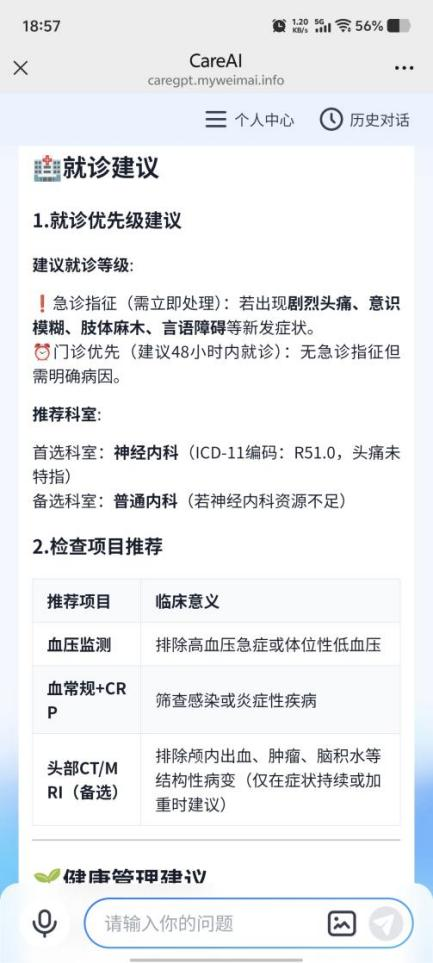 18:57
1.20 KB/s 5G 56%
CareAI
caregpt.myweimai.info
个人中心 历史对话
就诊建议
1.就诊优先级建议
建议就诊等级:
❗急诊指征（需立即处理）：若出现剧烈头痛、意识
模糊、肢体麻木、言语障碍等新发症状。
⏰门诊优先（建议48小时内就诊）：无急诊指征但
需明确病因。
推荐科室:
首选科室：神经内科（ICD-11编码：R51.0，头痛未
特指）
备选科室：普通内科（若神经内科资源不足）
2.检查项目推荐
推荐项目 临床意义
血压监测 排除高血压急症或体位性低血压
血常规+CR
P
筛查感染或炎症性疾病
头部CT/M
RI（备选）
排除颅内出血、肿瘤、脑积水等
结构性病变（仅在症状持续或加
重时建议）
健康管理建议
请输入你的问题